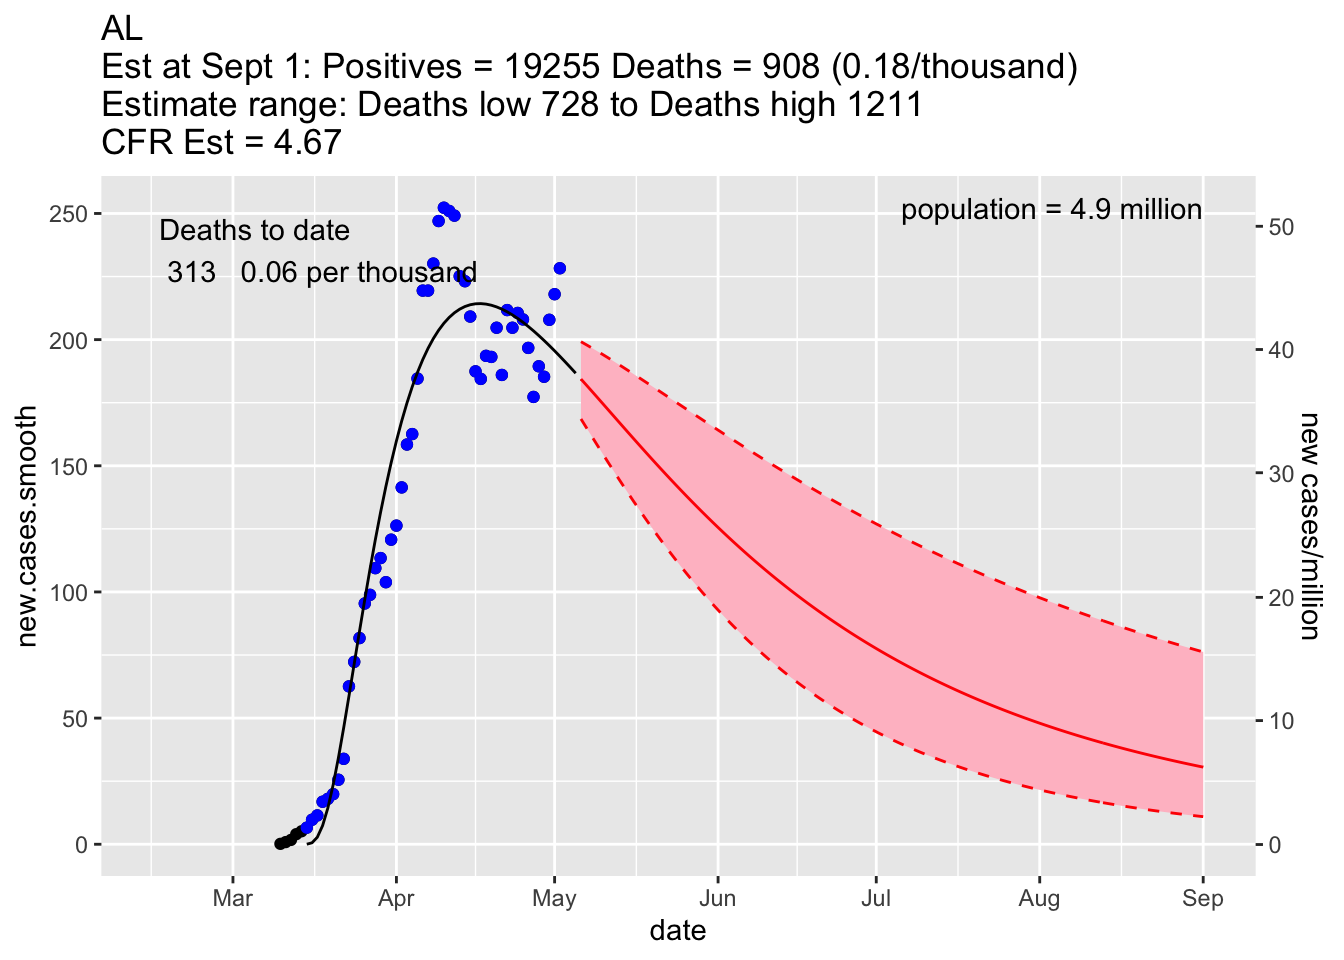 AL
Est at Sept 1: Positives = 19255 Deaths = 908 (0.18/thousand)
Estimate range: Deaths low 728 to Deaths high 1211
CFR Est = 4.67
Deaths to date
313 0.06 per thousand
population = 4.9 million
250
200
150
100
50
0
new.cases.smooth
50
40
30
20
10
0
new cases/million
Mar Apr May Jun Jul Aug Sep
date